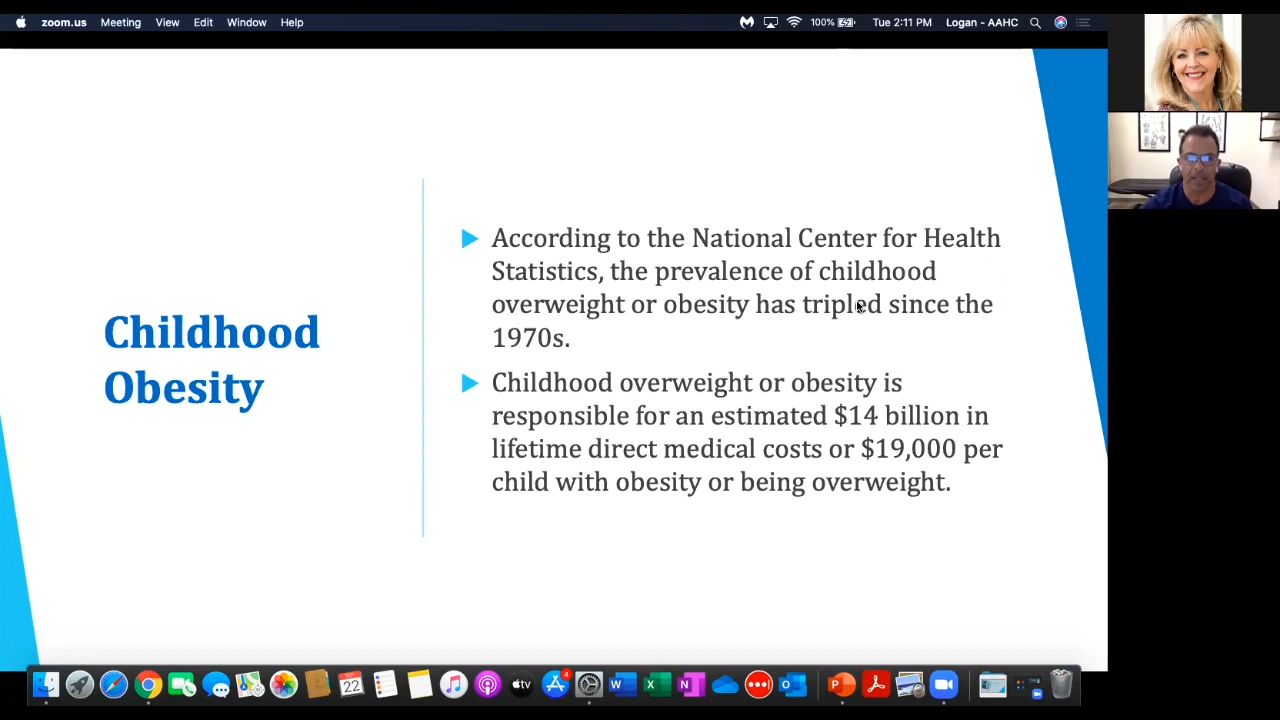 zoom.us Meeting View Edit Window Help 100% Tue 2:11 PM Logan - AAHC
Childhood
Obesity
According to the National Center for Health
Statistics, the prevalence of childhood
overweight or obesity has tripled since the
1970s.
Childhood overweight or obesity is
responsible for an estimated $14 billion in
lifetime direct medical costs or $19,000 per
child with obesity or being overweight.
22
tv
4
W
X
N
O
P